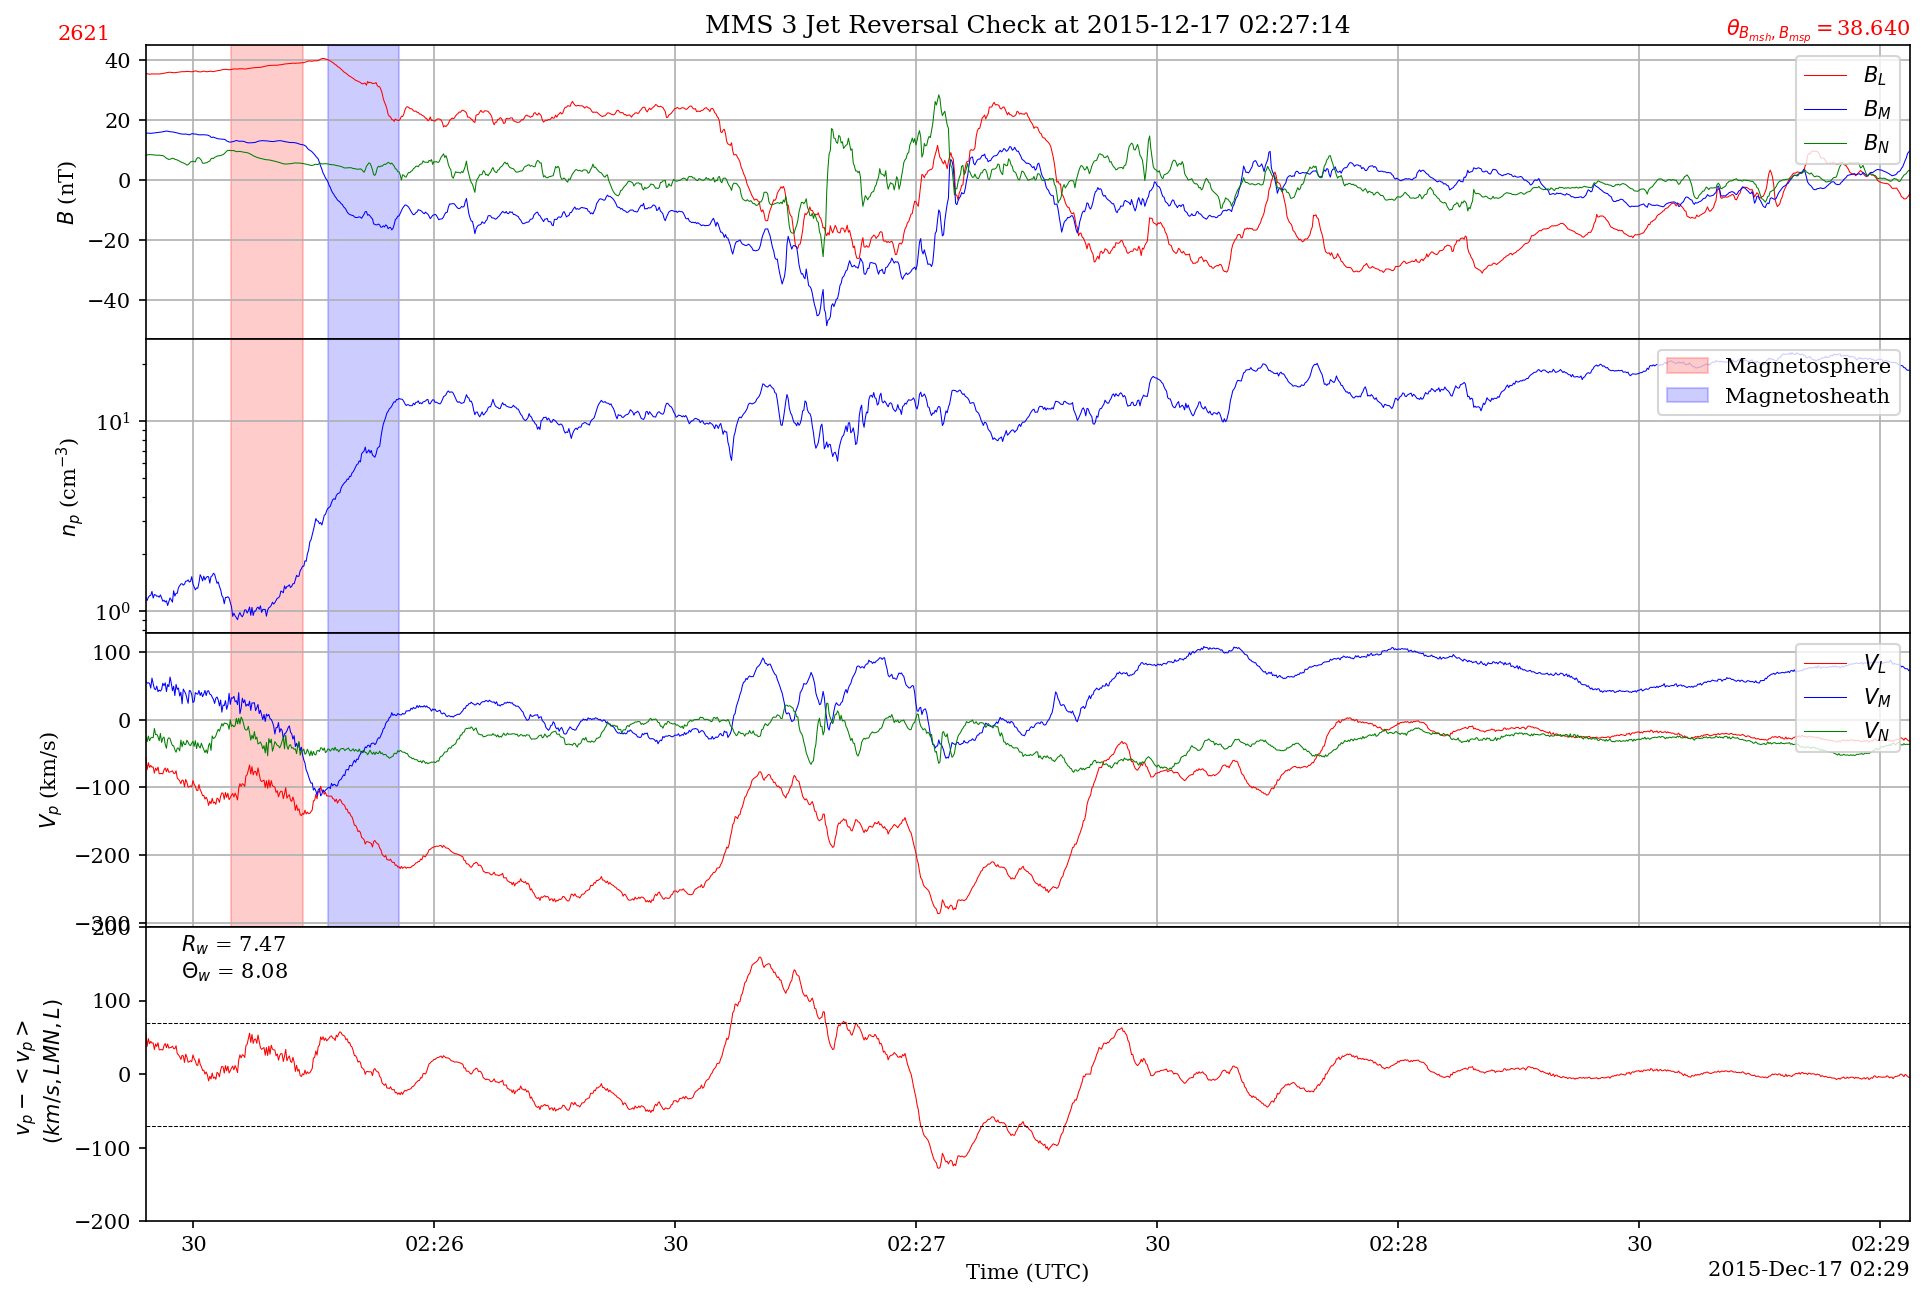 MMS 3 Jet Reversal Check at 2015-12-17 02:27:14
2621
θ_{B_{msh}, B_{msp}} = 38.640
40
20
0
−20
−40
B (nT)
B_L
B_M
B_N
10^1
10^0
n_p (cm^{−3})
Magnetosphere
Magnetosheath
100
0
−100
−200
−300
V_p (km/s)
V_L
V_M
V_N
200
100
0
−100
−200
v_p − < v_p >
(km/s, LMN, L)
R_w = 7.47
Θ_w = 8.08
30 02:26 30 02:27 30 02:28 30 02:29
Time (UTC)
2015-Dec-17 02:29